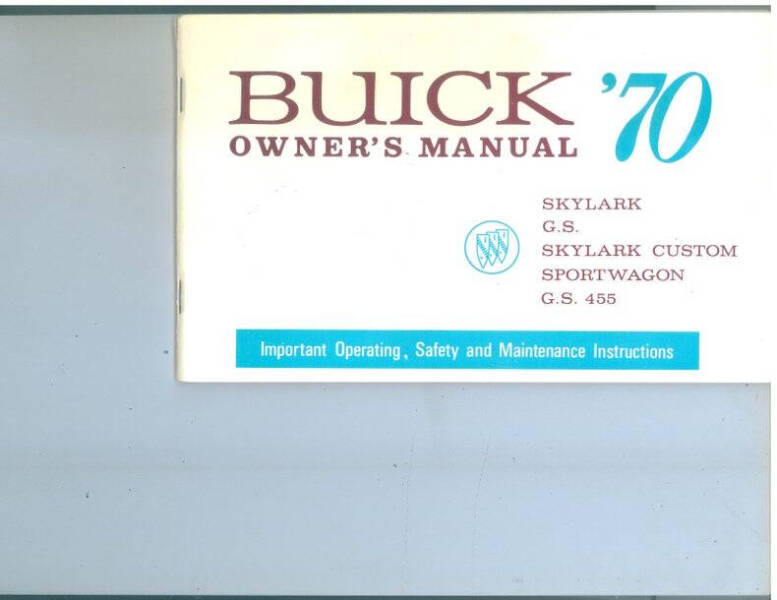 BUICK '70
OWNER'S MANUAL
SKYLARK
G.S.
SKYLARK CUSTOM
SPORTWAGON
G.S. 455
Important Operating, Safety and Maintenance Instructions